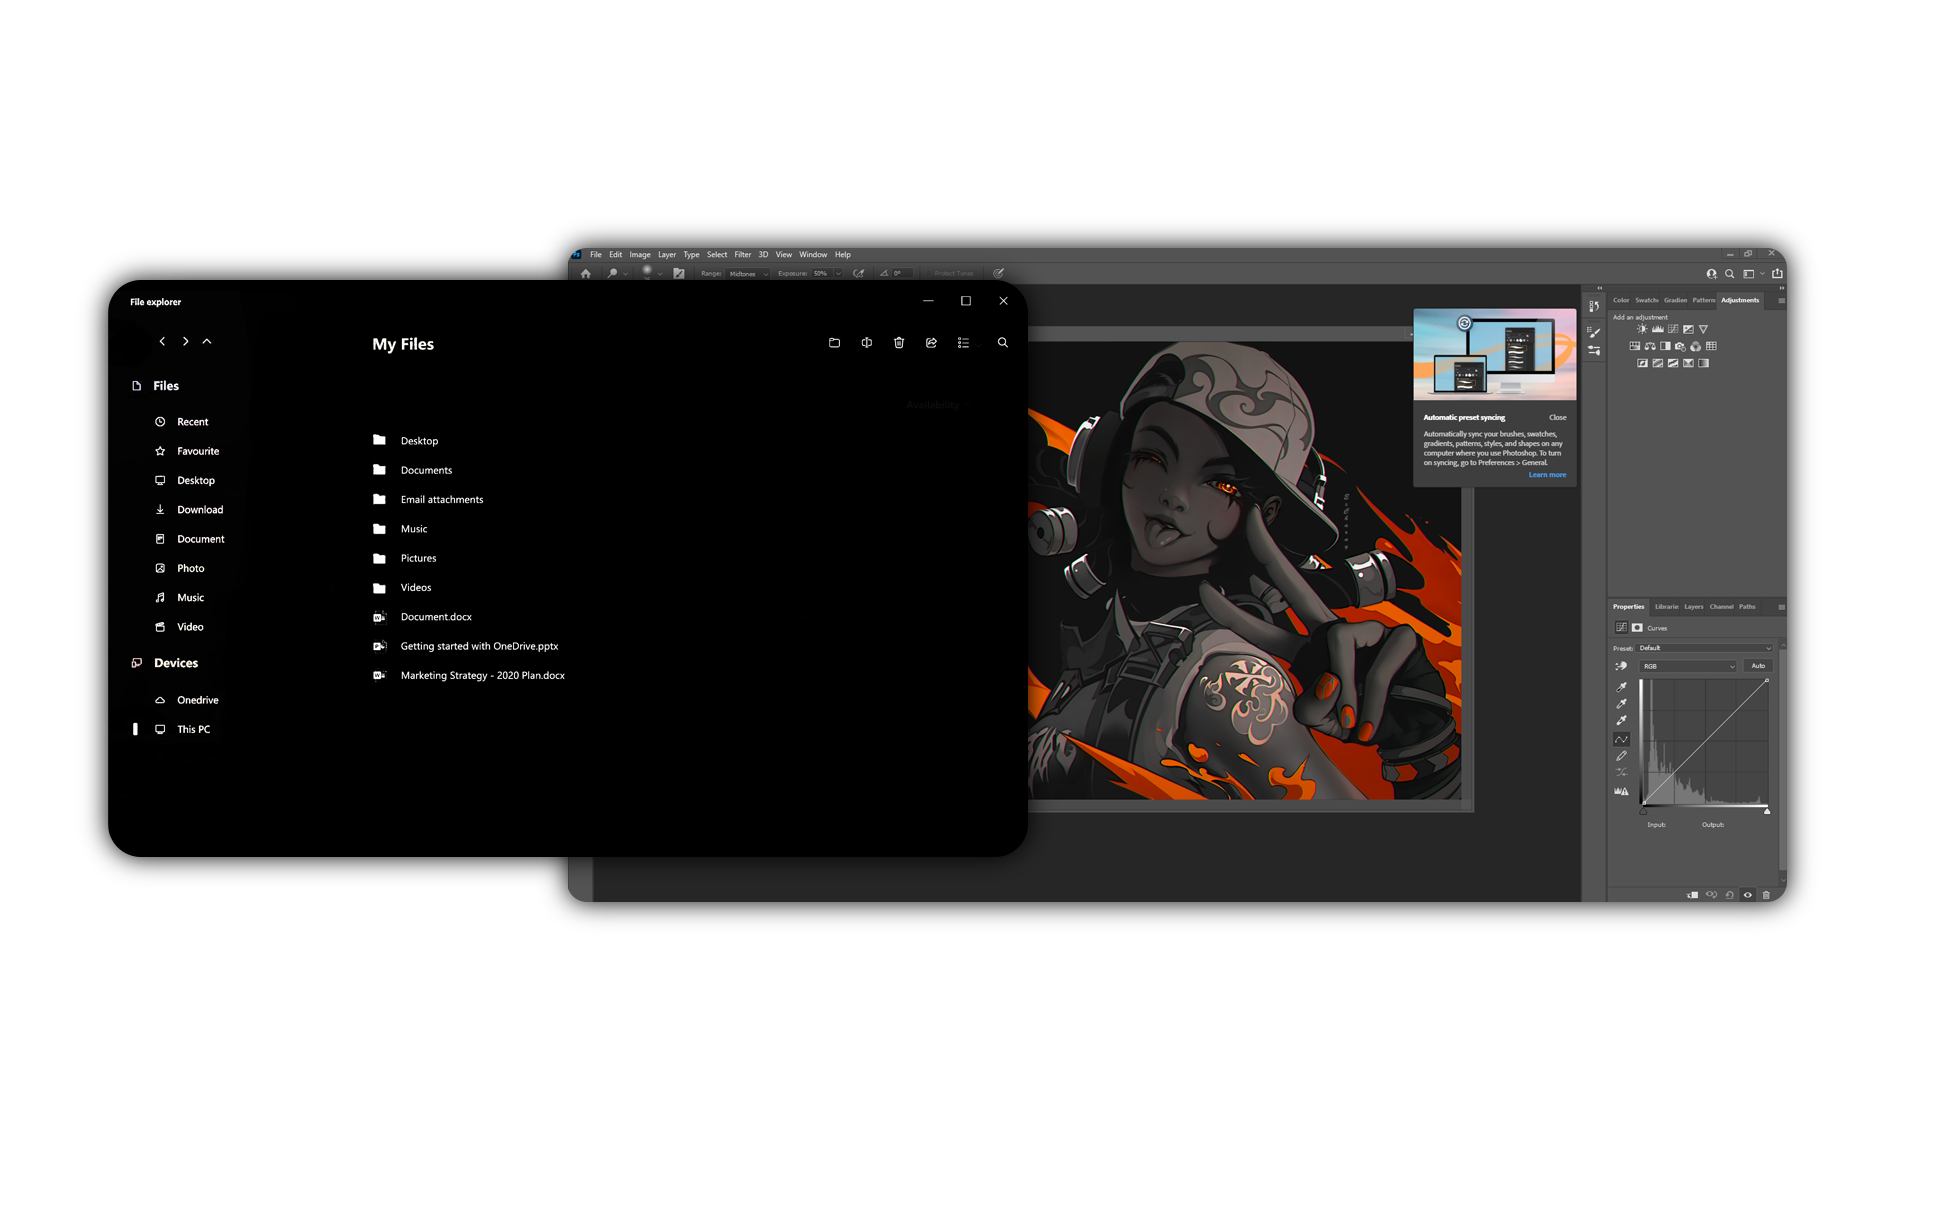 File explorer
My Files
Files
Recent
Favourite
Desktop
Download
Document
Photo
Music
Video
Devices
Onedrive
This PC
Avaibility
Desktop
Documents
Email attachments
Music
Pictures
Videos
Document.docx
Getting started with OneDrive.pptx
Marketing Strategy - 2020 Plan.docx
Ps File Edit Image Layer Type Select Filter 3D View Window Help
Range: Midtones Exposure: 50% 0° Protect Tones
Automatic preset syncing Close
Automatically sync your brushes, swatches,
gradients, patterns, styles, and shapes on any
computer where you use Photoshop. To turn
on syncing, go to Preferences > General.
Learn more
Color Swatch Gradien Pattern Adjustments
Add an adjustment
Properties Librarie Layers Channel Paths
Curves
Preset: Default
RGB Auto
Input: Output: